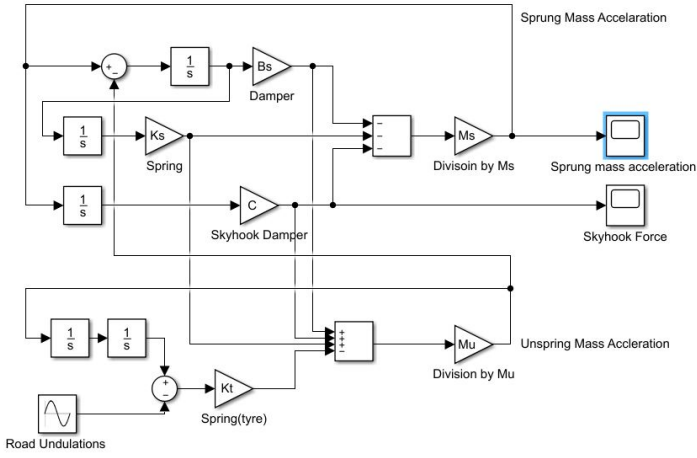 Sprung Mass Accelaration
+
−
1
s
Bs
Damper
1
s
Ks
Spring
−
−
−
Ms
Divisoin by Ms
Sprung mass acceleration
1
s
C
Skyhook Damper
Skyhook Force
1
s
1
s
+
+
+
−
Mu
Division by Mu
Unspring Mass Accleration
+
−
Kt
Spring(tyre)
Road Undulations